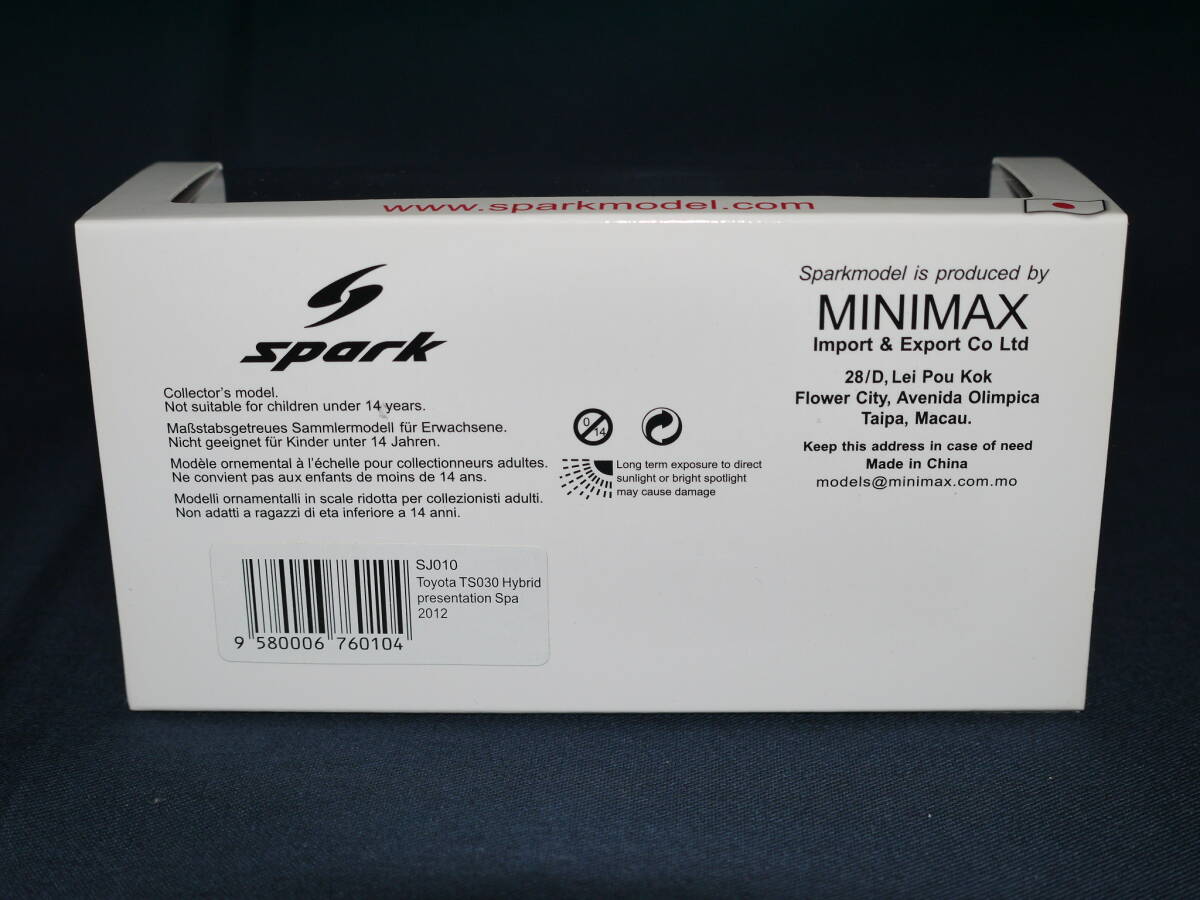 www.sparkmodel.com
spark
Collector's model.
Not suitable for children under 14 years.
Maßstabsgetreues Sammlermodell für Erwachsene.
Nicht geeignet für Kinder unter 14 Jahren.
Modèle ornemental à l'échelle pour collectionneurs adultes.
Ne convient pas aux enfants de moins de 14 ans.
Modelli ornamentalli in scale ridotta per collezionisti adulti.
Non adatti a ragazzi di eta inferiore a 14 anni.
0
14
Long term exposure to direct
sunlight or bright spotlight
may cause damage
Sparkmodel is produced by
MINIMAX
Import & Export Co Ltd
28/D, Lei Pou Kok
Flower City, Avenida Olimpica
Taipa, Macau.
Keep this address in case of need
Made in China
models@minimax.com.mo
SJ010
Toyota TS030 Hybrid
presentation Spa
2012
9 580006 760104